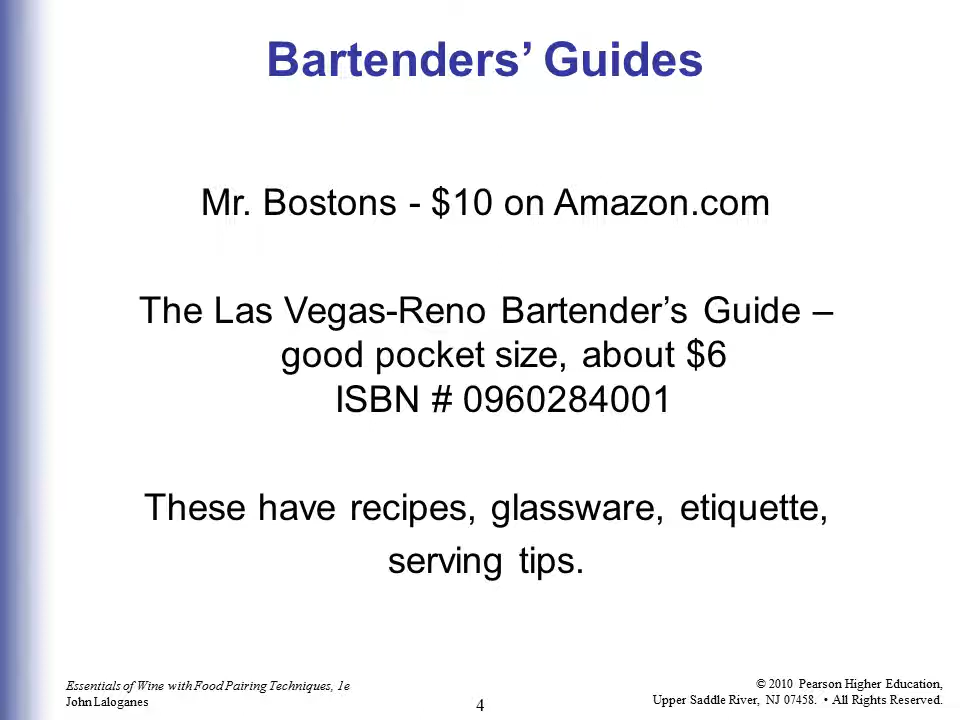 Bartenders’ Guides
Mr. Bostons - $10 on Amazon.com
The Las Vegas-Reno Bartender’s Guide –
good pocket size, about $6
ISBN # 0960284001
These have recipes, glassware, etiquette,
serving tips.
Essentials of Wine with Food Pairing Techniques, 1e
John Laloganes
4
© 2010 Pearson Higher Education,
Upper Saddle River, NJ 07458. • All Rights Reserved.